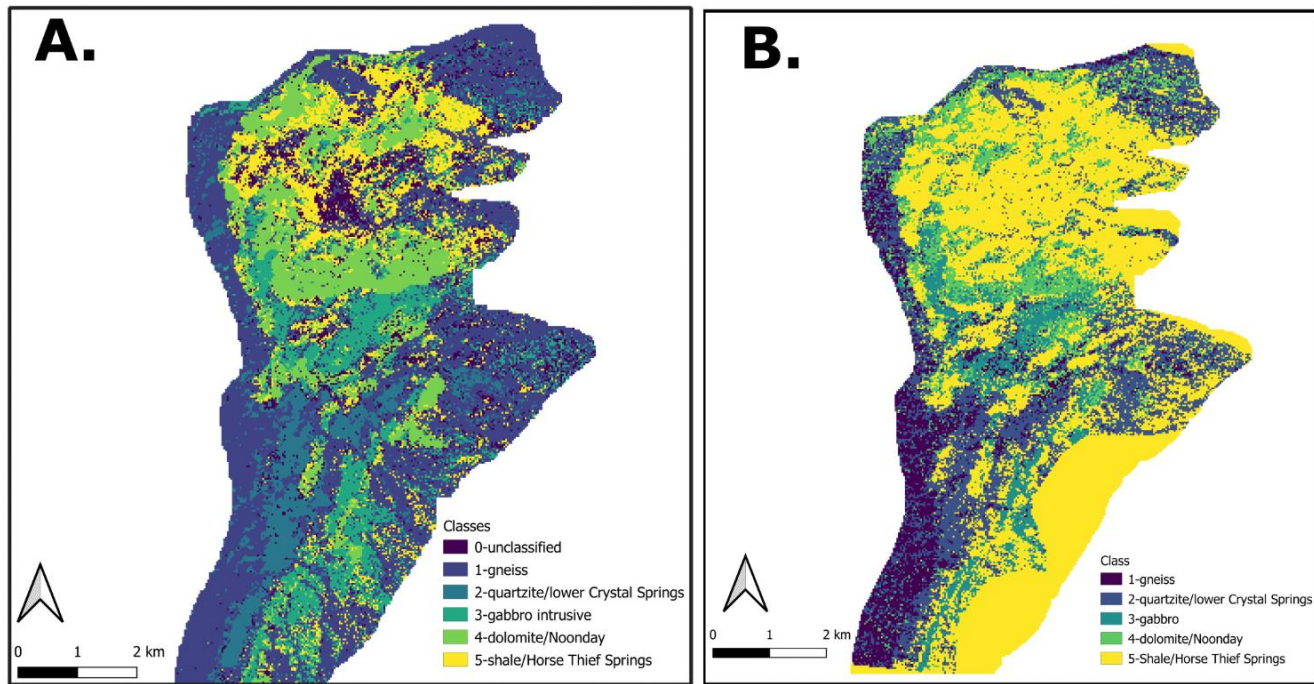 A.
Classes
0-unclassified
1-gneiss
2-quartzite/lower Crystal Springs
3-gabbro intrusive
4-dolomite/Noonday
5-shale/Horse Thief Springs
0 1 2 km
B.
Class
1-gneiss
2-quartzite/lower Crystal Springs
3-gabbro
4-dolomite/Noonday
5-Shale/Horse Thief Springs
0 1 2 km